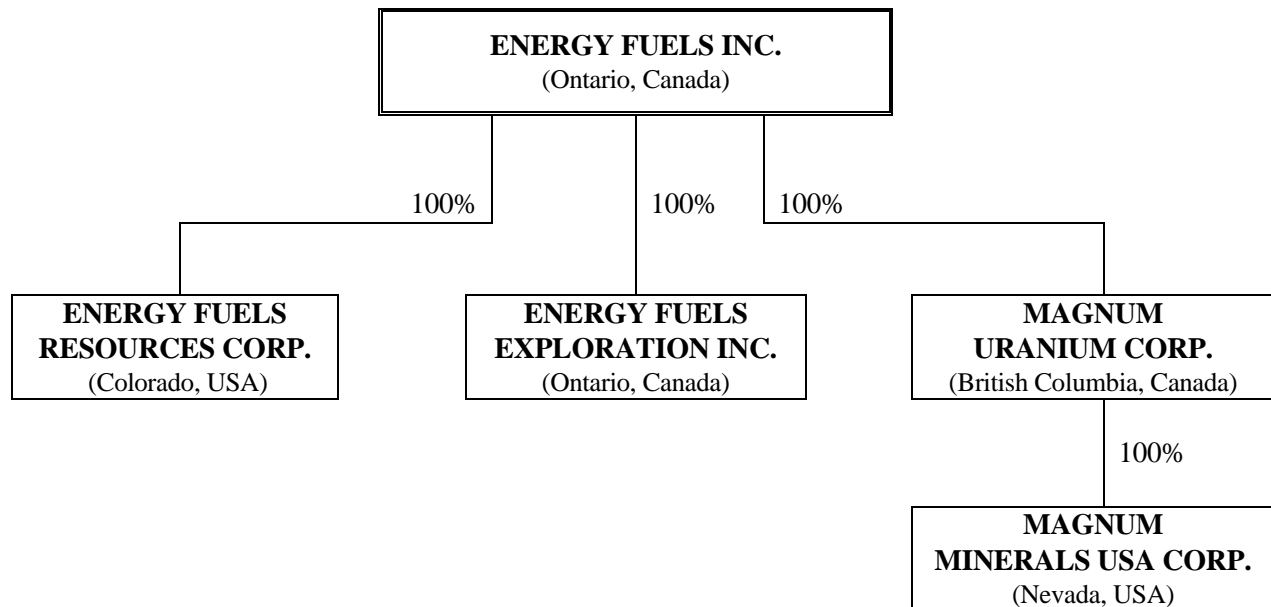 ENERGY FUELS INC.
(Ontario, Canada)
100%
100%
100%
ENERGY FUELS
RESOURCES CORP.
(Colorado, USA)
ENERGY FUELS
EXPLORATION INC.
(Ontario, Canada)
MAGNUM
URANIUM CORP.
(British Columbia, Canada)
100%
MAGNUM
MINERALS USA CORP.
(Nevada, USA)